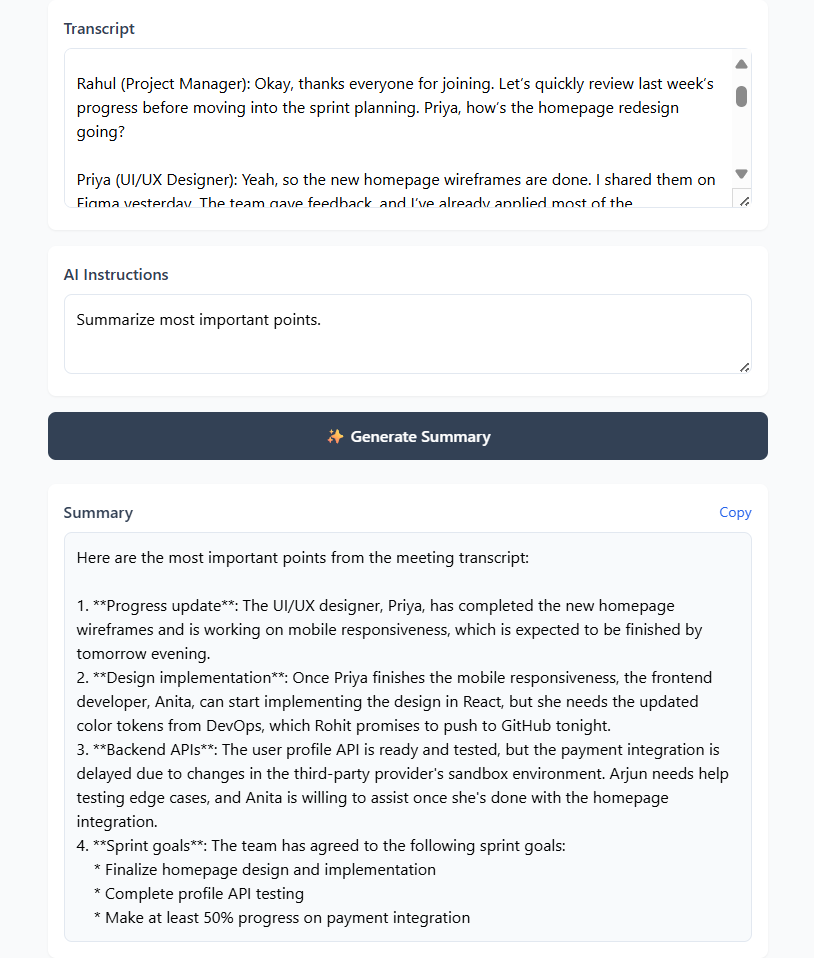 Transcript
Rahul (Project Manager): Okay, thanks everyone for joining. Let’s quickly review last week’s
progress before moving into the sprint planning. Priya, how’s the homepage redesign
going?
Priya (UI/UX Designer): Yeah, so the new homepage wireframes are done. I shared them on
Figma yesterday. The team gave feedback, and I’ve already applied most of the
AI Instructions
Summarize most important points.
✨ Generate Summary
Summary
Copy
Here are the most important points from the meeting transcript:
1. **Progress update**: The UI/UX designer, Priya, has completed the new homepage
wireframes and is working on mobile responsiveness, which is expected to be finished by
tomorrow evening.
2. **Design implementation**: Once Priya finishes the mobile responsiveness, the frontend
developer, Anita, can start implementing the design in React, but she needs the updated
color tokens from DevOps, which Rohit promises to push to GitHub tonight.
3. **Backend APIs**: The user profile API is ready and tested, but the payment integration is
delayed due to changes in the third-party provider's sandbox environment. Arjun needs help
testing edge cases, and Anita is willing to assist once she's done with the homepage
integration.
4. **Sprint goals**: The team has agreed to the following sprint goals:
* Finalize homepage design and implementation
* Complete profile API testing
* Make at least 50% progress on payment integration